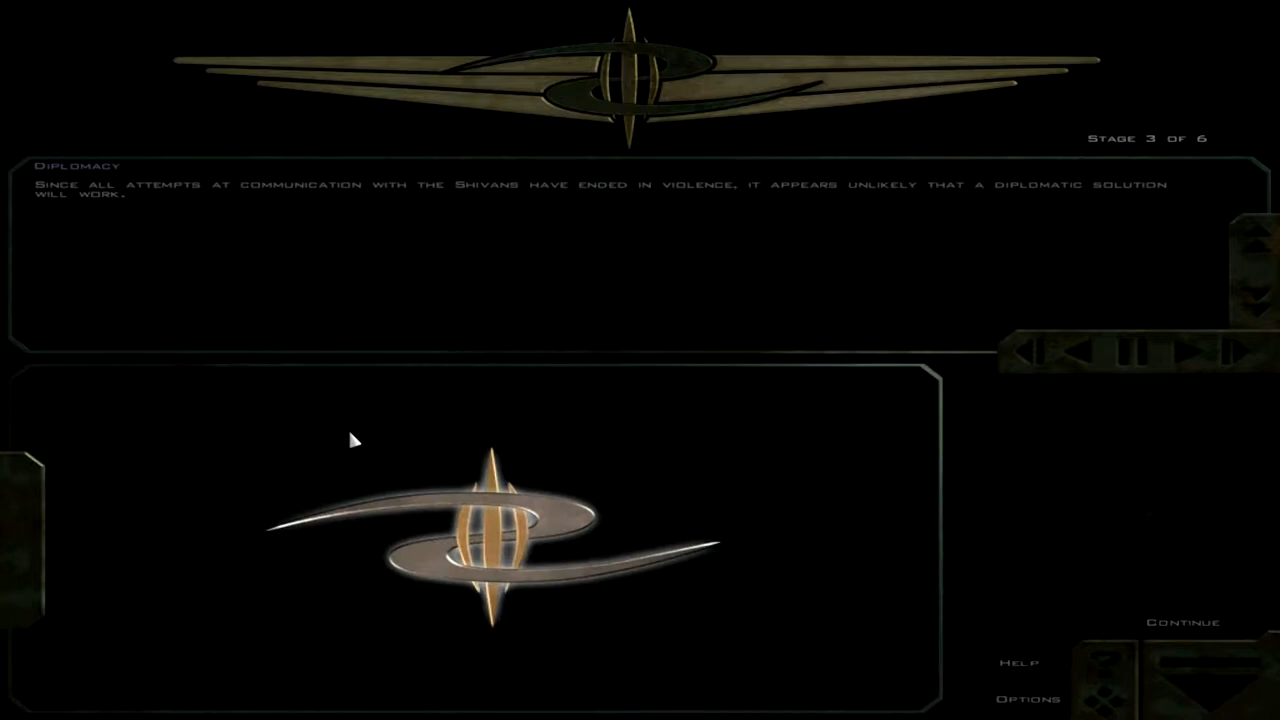 Stage 3 of 6
Diplomacy
Since all attempts at communication with the Shivans have ended in violence, it appears unlikely that a diplomatic solution
will work.
Continue
Help
Options